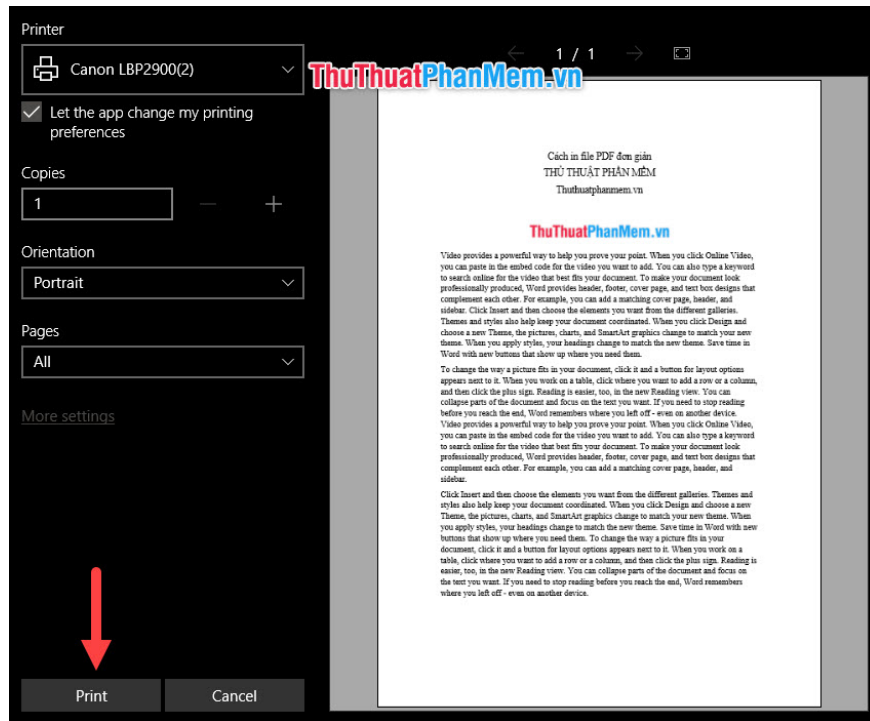 Printer
Canon LBP2900(2)
Let the app change my printing
preferences
Copies
1
Orientation
Portrait
Pages
All
More settings
Print
Cancel
1 / 1
ThuThuatPhanMem.vn
Cách in file PDF đơn giản
THỦ THUẬT PHẦN MỀM
Thuthuatphanmem.vn
ThuThuatPhanMem.vn
Video provides a powerful way to help you prove your point. When you click Online Video,
you can paste in the embed code for the video you want to add. You can also type a keyword
to search online for the video that best fits your document. To make your document look
professionally produced, Word provides header, footer, cover page, and text box designs that
complement each other. For example, you can add a matching cover page, header, and
sidebar. Click Insert and then choose the elements you want from the different galleries.
Themes and styles also help keep your document coordinated. When you click Design and
choose a new Theme, the pictures, charts, and SmartArt graphics change to match your new
theme. When you apply styles, your headings change to match the new theme. Save time in
Word with new buttons that show up where you need them.
To change the way a picture fits in your document, click it and a button for layout options
appears next to it. When you work on a table, click where you want to add a row or a column,
and then click the plus sign. Reading is easier, too, in the new Reading view. You can
collapse parts of the document and focus on the text you want. If you need to stop reading
before you reach the end, Word remembers where you left off - even on another device.
Video provides a powerful way to help you prove your point. When you click Online Video,
you can paste in the embed code for the video you want to add. You can also type a keyword
to search online for the video that best fits your document. To make your document look
professionally produced, Word provides header, footer, cover page, and text box designs that
complement each other. For example, you can add a matching cover page, header, and
sidebar.
Click Insert and then choose the elements you want from the different galleries. Themes and
styles also help keep your document coordinated. When you click Design and choose a new
Theme, the pictures, charts, and SmartArt graphics change to match your new theme. When
you apply styles, your headings change to match the new theme. Save time in Word with new
buttons that show up where you need them. To change the way a picture fits in your
document, click it and a button for layout options appears next to it. When you work on a
table, click where you want to add a row or a column, and then click the plus sign. Reading is
easier, too, in the new Reading view. You can collapse parts of the document and focus on
the text you want. If you need to stop reading before you reach the end, Word remembers
where you left off - even on another device.